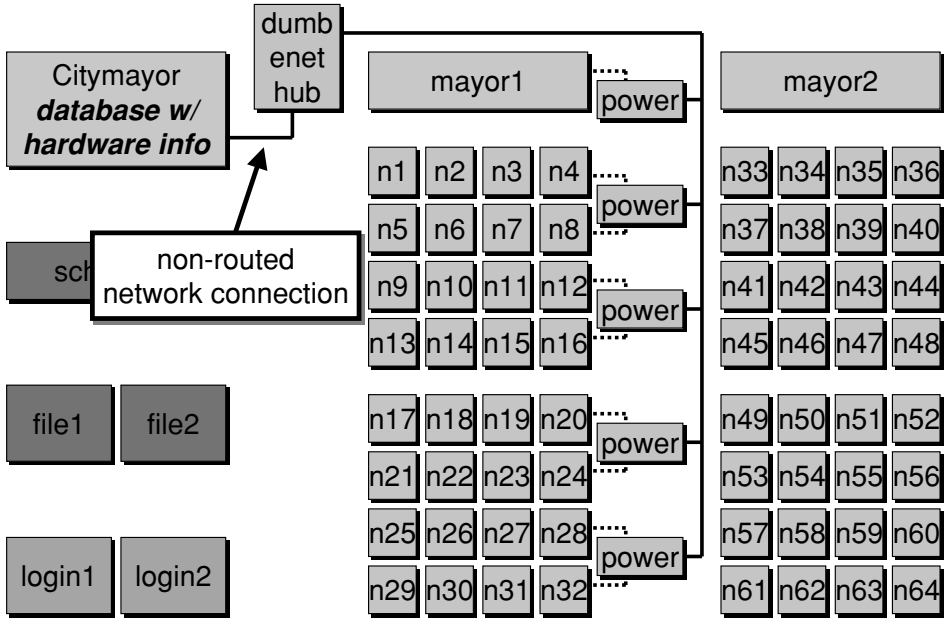 dumb
enet
hub
Citymayor
database w/
hardware info
mayor1
power
mayor2
n1 n2 n3 n4
power
n33 n34 n35 n36
n5 n6 n7 n8
n37 n38 n39 n40
non-routed
network connection
sch
n9 n10 n11 n12
power
n41 n42 n43 n44
n13 n14 n15 n16
n45 n46 n47 n48
file1 file2
n17 n18 n19 n20
power
n49 n50 n51 n52
n21 n22 n23 n24
n53 n54 n55 n56
n25 n26 n27 n28
power
n57 n58 n59 n60
login1 login2
n29 n30 n31 n32
n61 n62 n63 n64